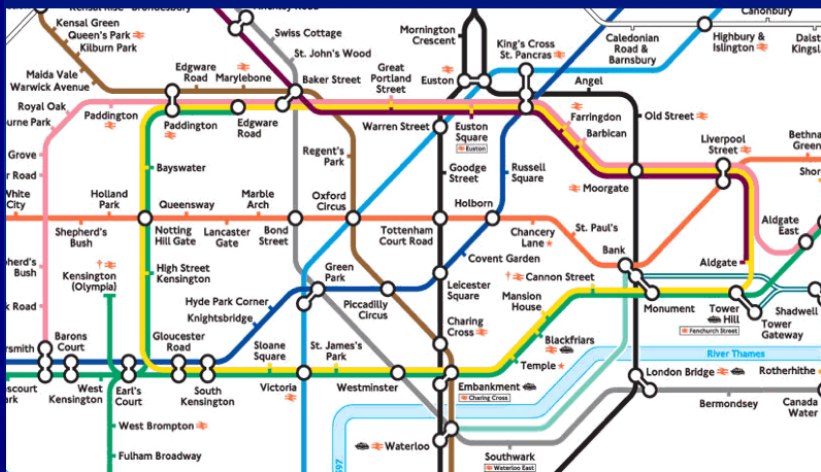 Kensal Green
Queen's Park
Kilburn Park
Maida Vale
Warwick Avenue
Royal Oak
Edgware
Road
Marylebone
Swiss Cottage
St. John's Wood
Baker Street
Great
Portland
Street
Mornington
Crescent
Euston
King's Cross
St. Pancras
Caledonian
Road &
Barnsbury
Canonbury
Highbury &
Islington
Angel
Old Street
Paddington
Paddington
Edgware
Road
Warren Street
Euston
Square
Euston
Farringdon
Barbican
Liverpool
Street
Moorgate
Grove
Bayswater
Regent's
Park
Goodge
Street
Russell
Square
White
City
Holland
Park
Queensway
Marble
Arch
Oxford
Circus
Holborn
Shepherd's
Bush
Notting
Hill Gate
Lancaster
Gate
Bond
Street
Tottenham
Court Road
Chancery
Lane
St. Paul's
Aldgate
East
Bank
Aldgate
Covent Garden
Kensington
(Olympia)
High Street
Kensington
Hyde Park Corner
Knightsbridge
Green
Park
Piccadilly
Circus
Leicester
Square
Cannon Street
Mansion
House
Monument
Tower
Hill
Fenchurch Street
Tower
Gateway
Shadwell
Barons
Court
Gloucester
Road
Sloane
Square
St. James's
Park
Charing
Cross
Blackfriars
Temple
River Thames
West
Kensington
Earl's
Court
South
Kensington
Victoria
Westminster
Embankment
Charing Cross
London Bridge
Rotherhithe
Bermondsey
Canada
Water
West Brompton
Fulham Broadway
Waterloo
Southwark
Waterloo East